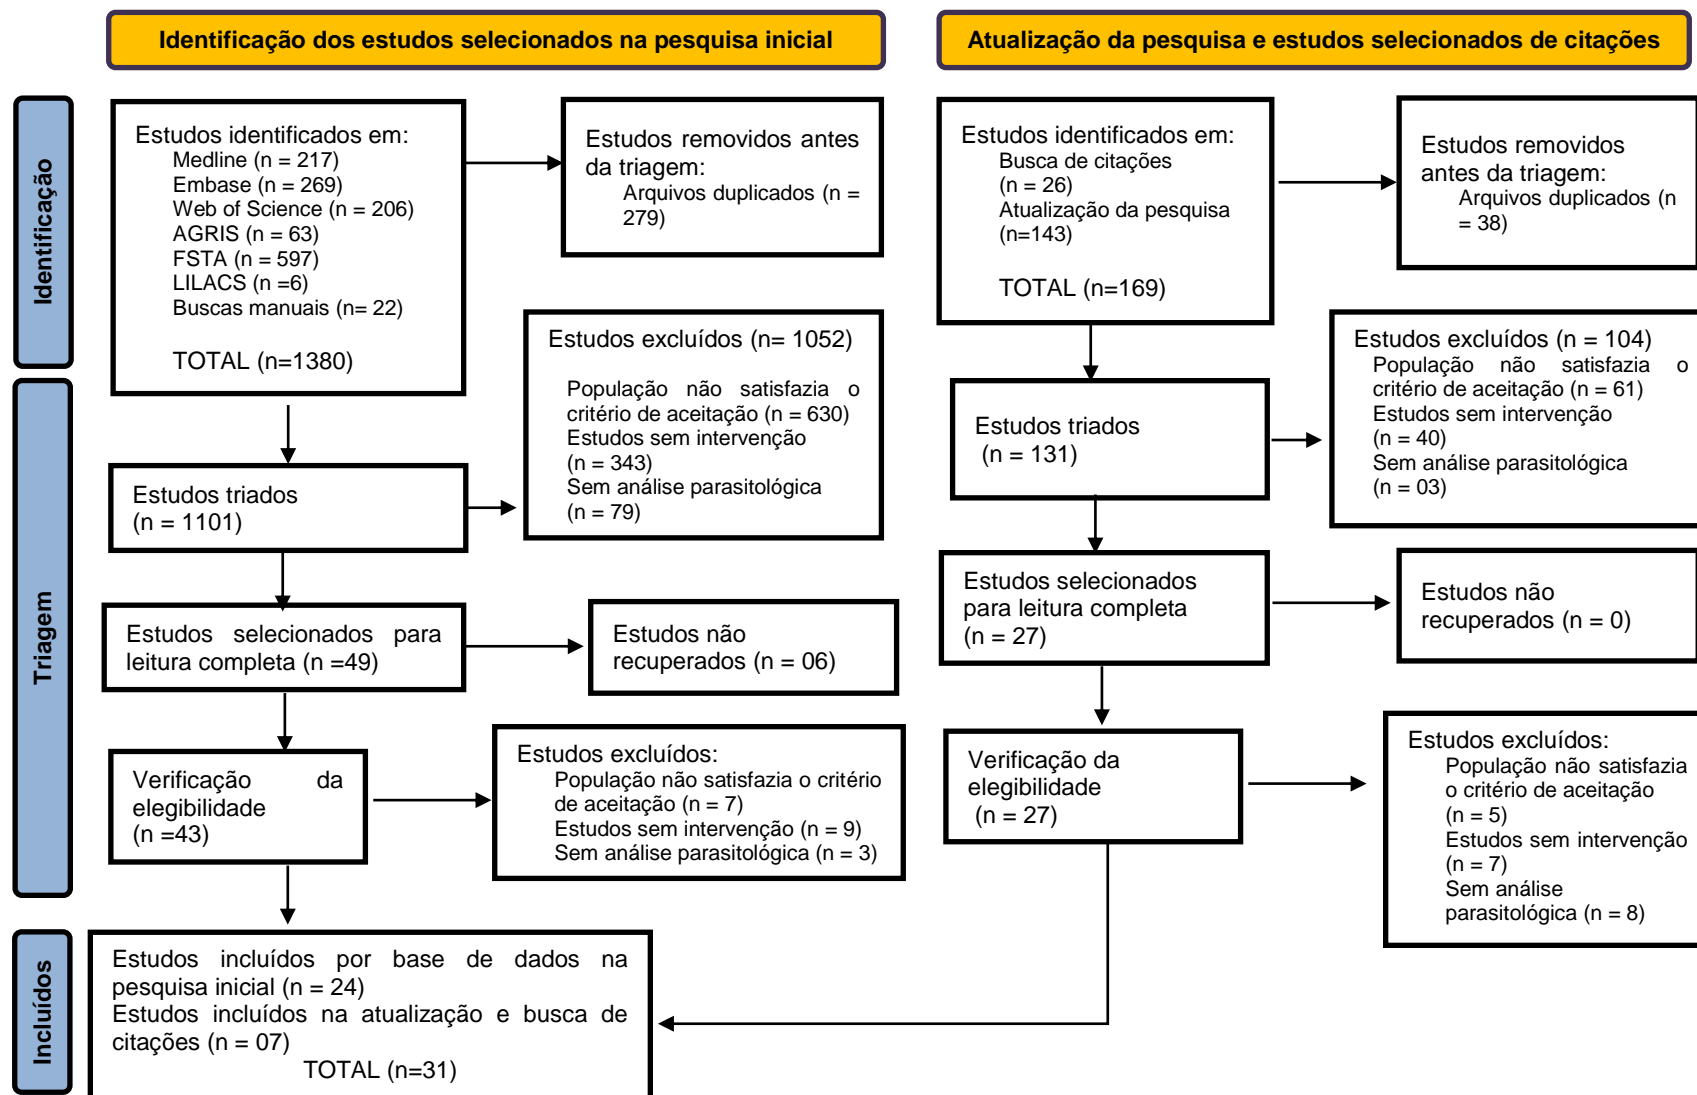 Identificação dos estudos selecionados na pesquisa inicial
Atualização da pesquisa e estudos selecionados de citações
Identificação
Estudos identificados em:
Medline (n = 217)
Embase (n = 269)
Web of Science (n = 206)
AGRIS (n = 63)
FSTA (n = 597)
LILACS (n =6)
Buscas manuais (n= 22)
TOTAL (n=1380)
Estudos removidos antes
da triagem:
Arquivos duplicados (n =
279)
Estudos identificados em:
Busca de citações
(n = 26)
Atualização da pesquisa
(n=143)
TOTAL (n=169)
Estudos removidos
antes da triagem:
Arquivos duplicados (n
= 38)
Triagem
Estudos triados
(n = 1101)
Estudos excluídos (n= 1052)
População não satisfazia o
critério de aceitação (n = 630)
Estudos sem intervenção
(n = 343)
Sem análise parasitológica
(n = 79)
Estudos triados
(n = 131)
Estudos excluídos (n = 104)
População não satisfazia o
critério de aceitação (n = 61)
Estudos sem intervenção
(n = 40)
Sem análise parasitológica
(n = 03)
Estudos selecionados para
leitura completa (n =49)
Estudos não
recuperados (n = 06)
Estudos selecionados
para leitura completa
(n = 27)
Estudos não
recuperados (n = 0)
Verificação da
elegibilidade
(n =43)
Estudos excluídos:
População não satisfazia o critério
de aceitação (n = 7)
Estudos sem intervenção (n = 9)
Sem análise parasitológica (n = 3)
Verificação da
elegibilidade
(n = 27)
Estudos excluídos:
População não satisfazia
o critério de aceitação
(n = 5)
Estudos sem intervenção
(n = 7)
Sem análise
parasitológica (n = 8)
Incluídos
Estudos incluídos por base de dados na
pesquisa inicial (n = 24)
Estudos incluídos na atualização e busca de
citações (n = 07)
TOTAL (n=31)